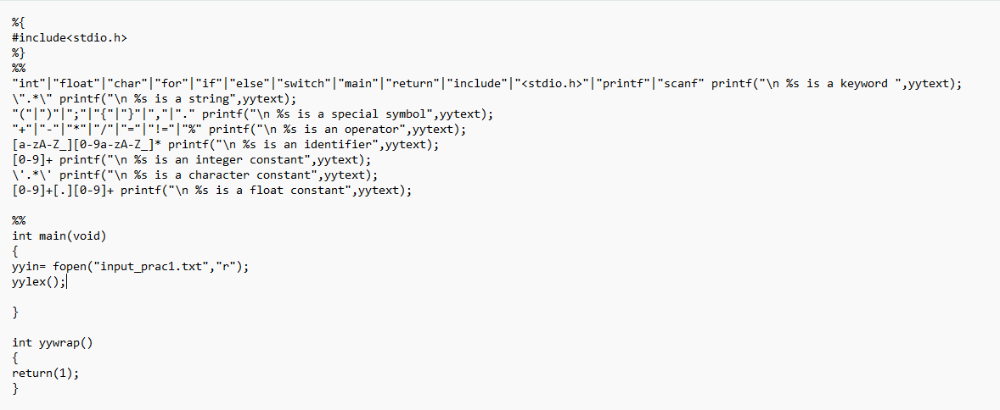 %{
#include<stdio.h>
%}
%%
"int"|"float"|"char"|"for"|"if"|"else"|"switch"|"main"|"return"|"include"|"<stdio.h>"|"printf"|"scanf" printf("\n %s is a keyword ",yytext);
\".*\" printf("\n %s is a string",yytext);
"("|")"|";"|"{"|"}"|","|"." printf("\n %s is a special symbol",yytext);
"+"|"-"|"*"|"/"|"="|"!="|"%" printf("\n %s is an operator",yytext);
[a-zA-Z_][0-9a-zA-Z_]* printf("\n %s is an identifier",yytext);
[0-9]+ printf("\n %s is an integer constant",yytext);
\'.*\' printf("\n %s is a character constant",yytext);
[0-9]+[.][0-9]+ printf("\n %s is a float constant",yytext);
%%
int main(void)
{
yyin= fopen("input_prac1.txt","r");
yylex();
}
int yywrap()
{
return(1);
}